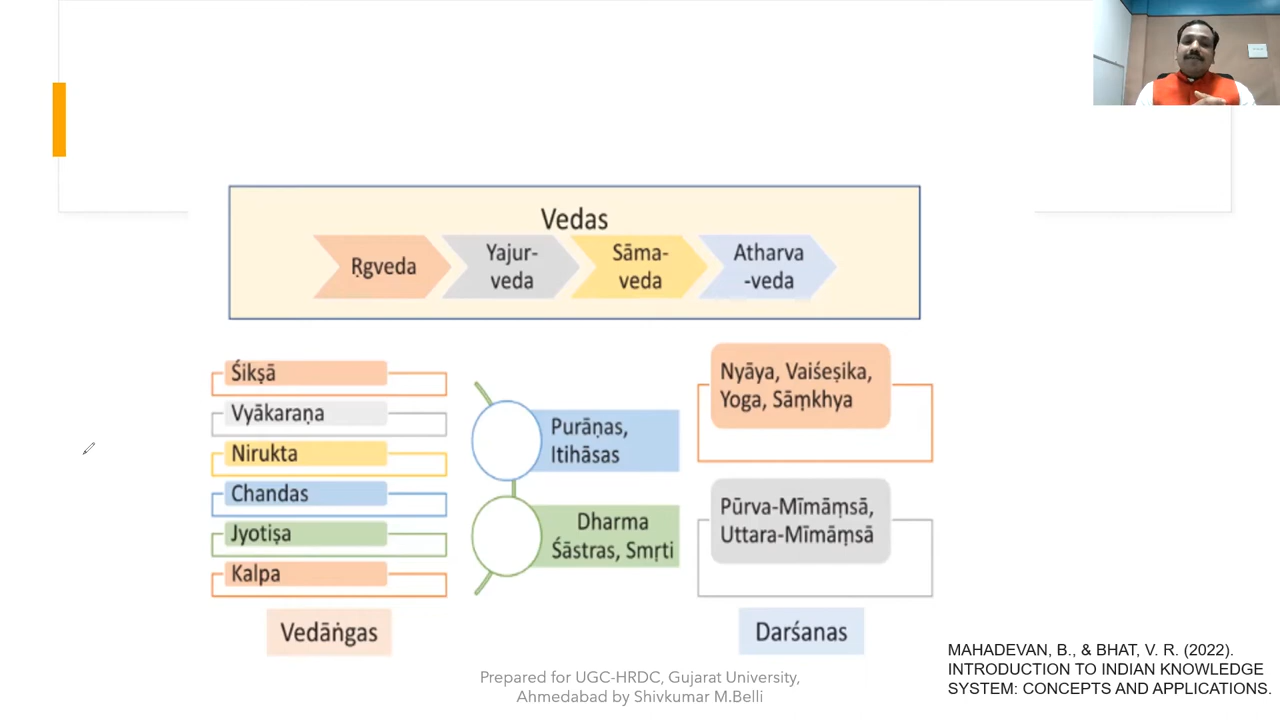 Vedas
Ṛgveda
Yajur-
veda
Sāma-
veda
Atharva
-veda
Śikṣā
Vyākaraṇa
Nirukta
Chandas
Jyotiṣa
Kalpa
Vedāṅgas
Purāṇas,
Itihāsas
Dharma
Śāstras, Smṛti
Nyāya, Vaiśeṣika,
Yoga, Sāṃkhya
Pūrva-Mīmāṃsā,
Uttara-Mīmāṃsā
Darśanas
MAHADEVAN, B., & BHAT, V. R. (2022).
INTRODUCTION TO INDIAN KNOWLEDGE
SYSTEM: CONCEPTS AND APPLICATIONS.
Prepared for UGC-HRDC, Gujarat University,
Ahmedabad by Shivkumar M.Belli